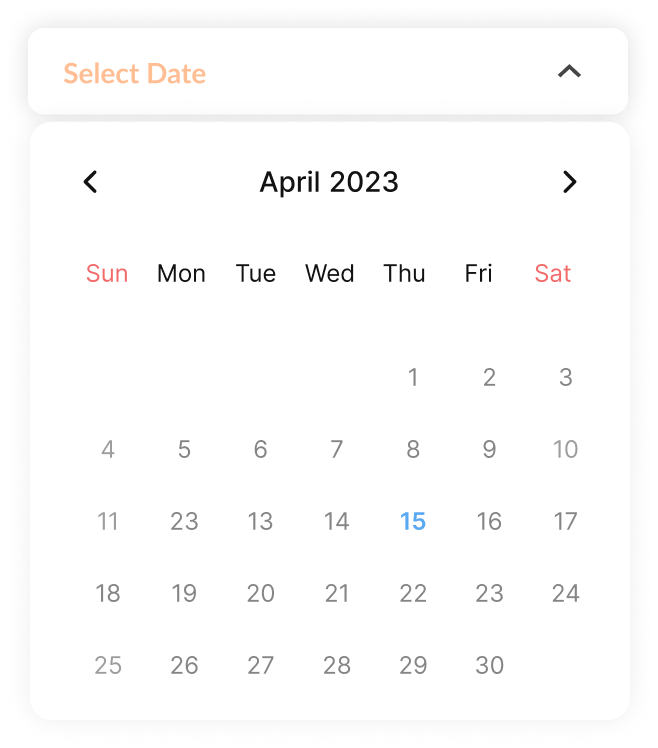 Select Date
April 2023
Sun Mon Tue Wed Thu Fri Sat
1 2 3
4 5 6 7 8 9 10
11 23 13 14 15 16 17
18 19 20 21 22 23 24
25 26 27 28 29 30